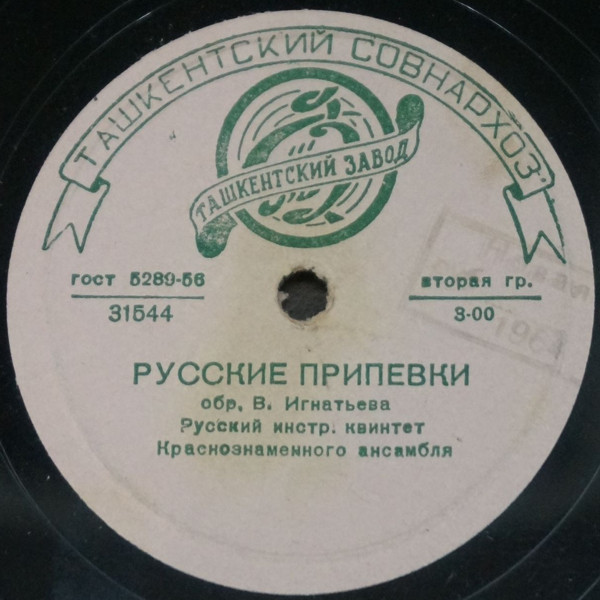 ТАШКЕНТСКИЙ СОВНАРХОЗ
ТАШКЕНТСКИЙ ЗАВОД
гост 5289-56
31544
вторая гр.
3-00
РУССКИЕ ПРИПЕВКИ
обр. В. Игнатьева
Русский инстр. квинтет
Краснознаменного ансамбля